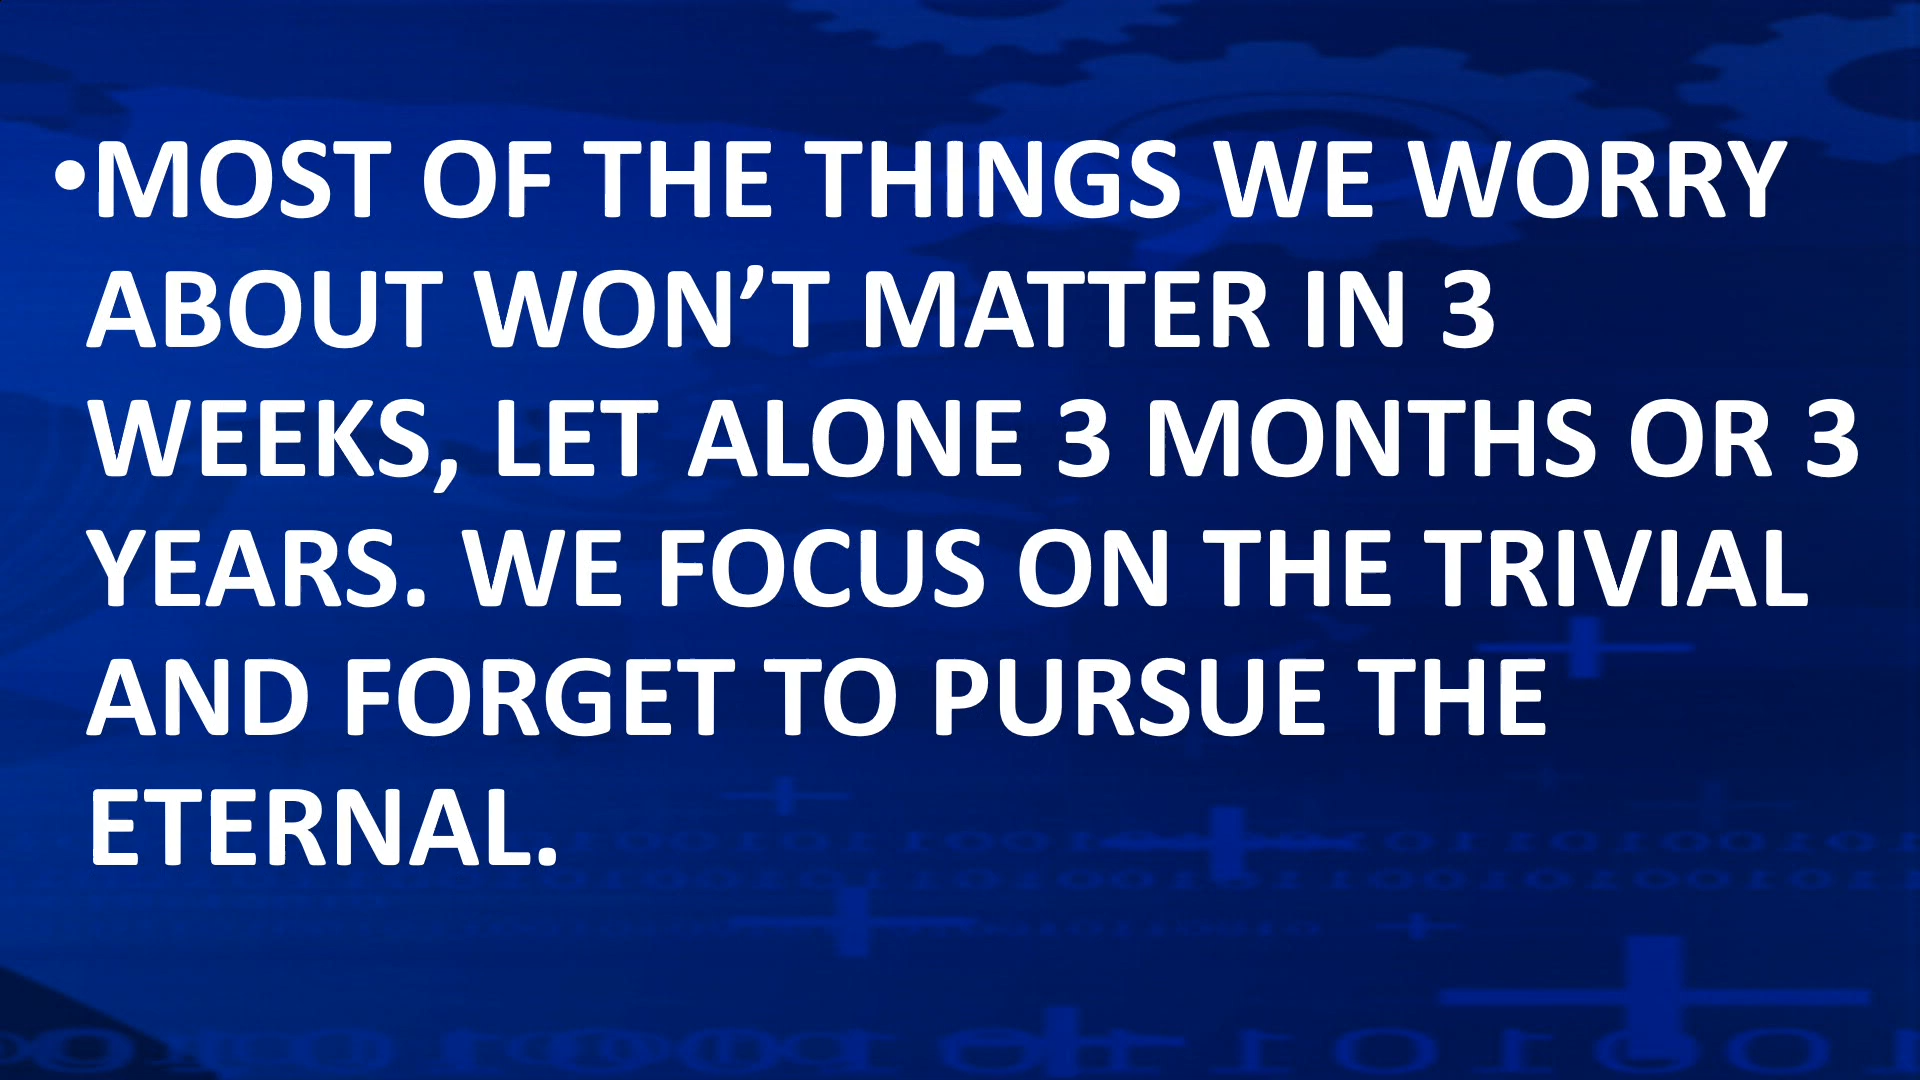 •MOST OF THE THINGS WE WORRY
ABOUT WON’T MATTER IN 3
WEEKS, LET ALONE 3 MONTHS OR 3
YEARS. WE FOCUS ON THE TRIVIAL
AND FORGET TO PURSUE THE
ETERNAL.